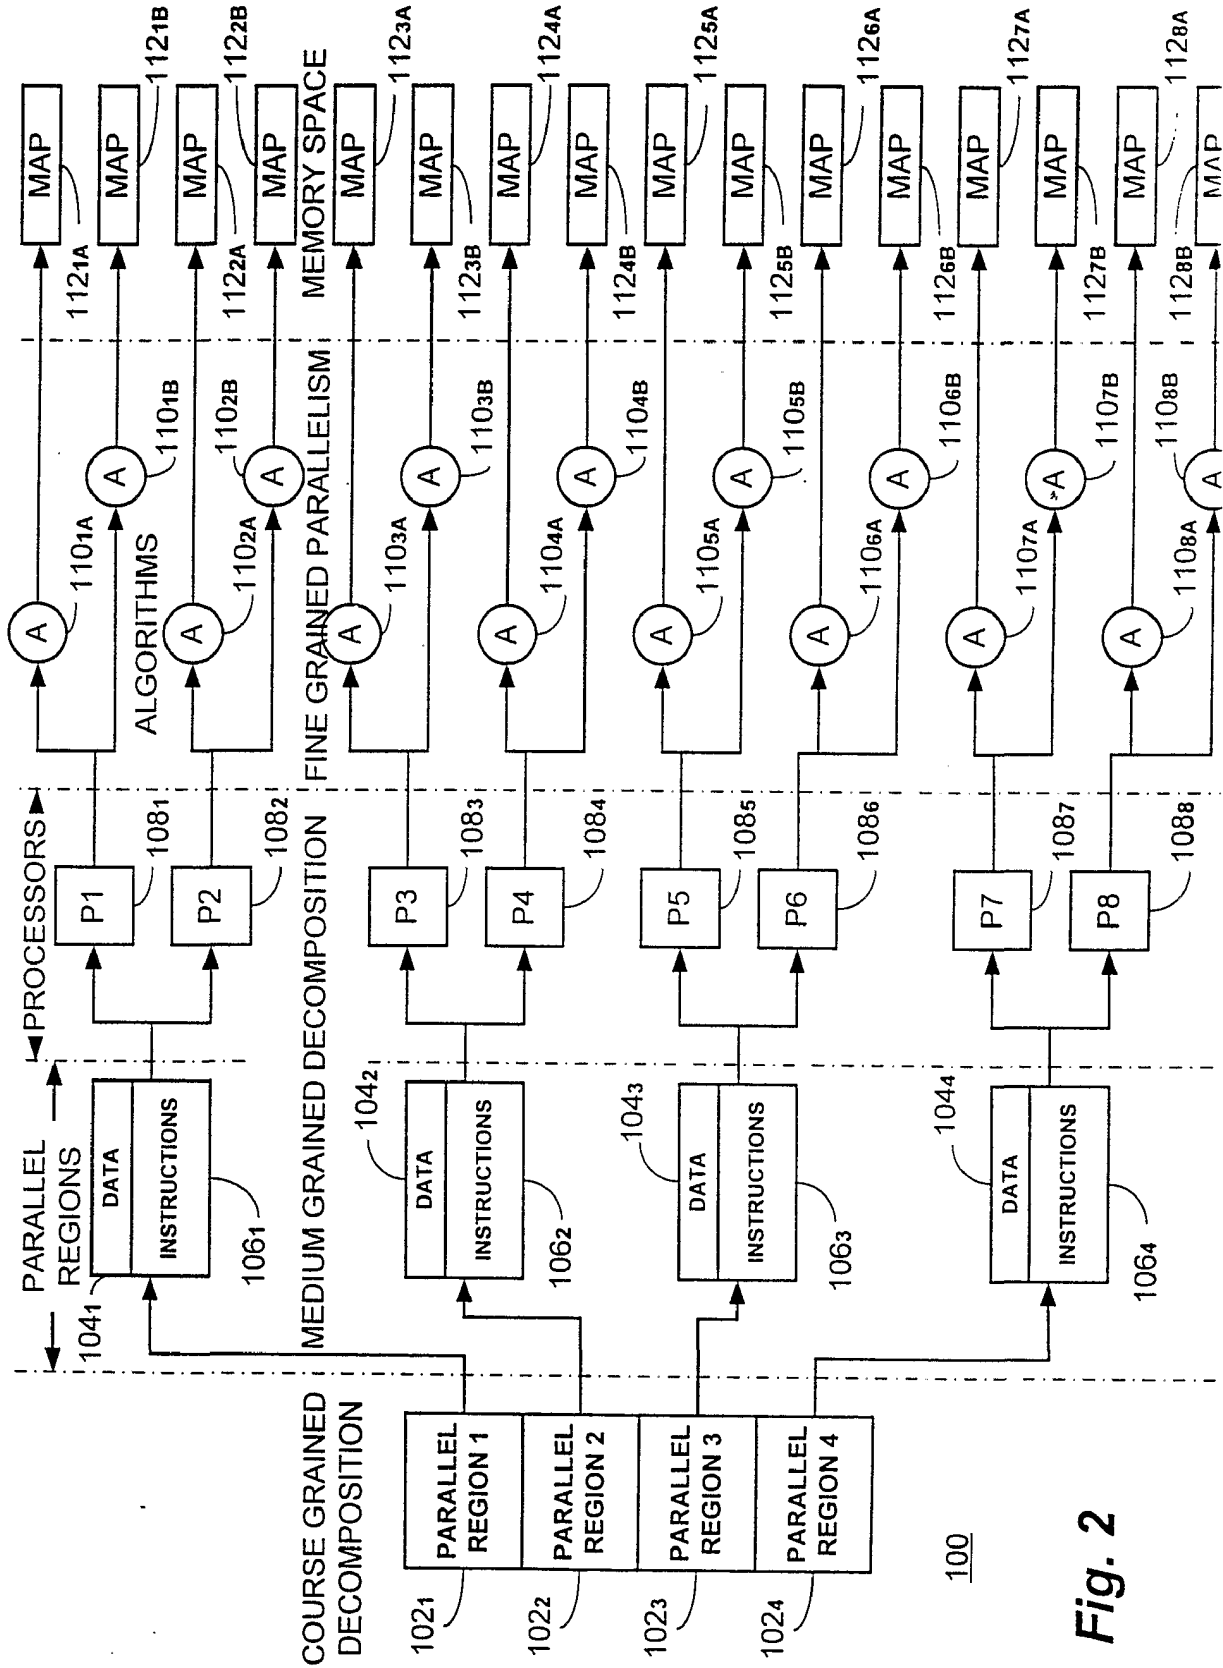 COURSE GRAINED
DECOMPOSITION
MEDIUM GRAINED DECOMPOSITION
FINE GRAINED PARALLELISM
MEMORY SPACE
PARALLEL
REGIONS
PROCESSORS
ALGORITHMS
PARALLEL
REGION 1
PARALLEL
REGION 2
PARALLEL
REGION 3
PARALLEL
REGION 4
1021
1022
1023
1024
DATA
INSTRUCTIONS
1041
1061
DATA
INSTRUCTIONS
1042
1062
DATA
INSTRUCTIONS
1043
1063
DATA
INSTRUCTIONS
1044
1064
P1
1081
P2
1082
P3
1083
P4
1084
P5
1085
P6
1086
P7
1087
P8
1088
A
1101A
A
1101B
A
1102A
A
1102B
A
1103A
A
1103B
A
1104A
A
1104B
A
1105A
A
1105B
A
1106A
A
1106B
A
1107A
A
1107B
A
1108A
A
1108B
MAP
1121A
MAP
1121B
MAP
1122A
MAP
1122B
MAP
1123A
MAP
1123B
MAP
1124A
MAP
1124B
MAP
1125A
MAP
1125B
MAP
1126A
MAP
1126B
MAP
1127A
MAP
1127B
MAP
1128A
MAP
1128B
100
Fig. 2